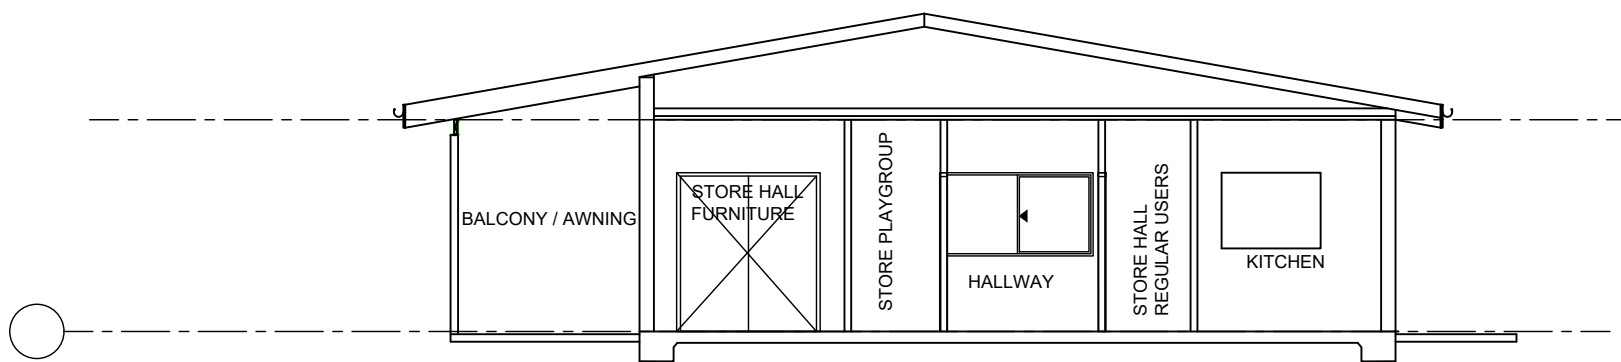 BALCONY / AWNING
STORE HALL
FURNITURE
STORE PLAYGROUP
HALLWAY
STORE HALL
REGULAR USERS
KITCHEN